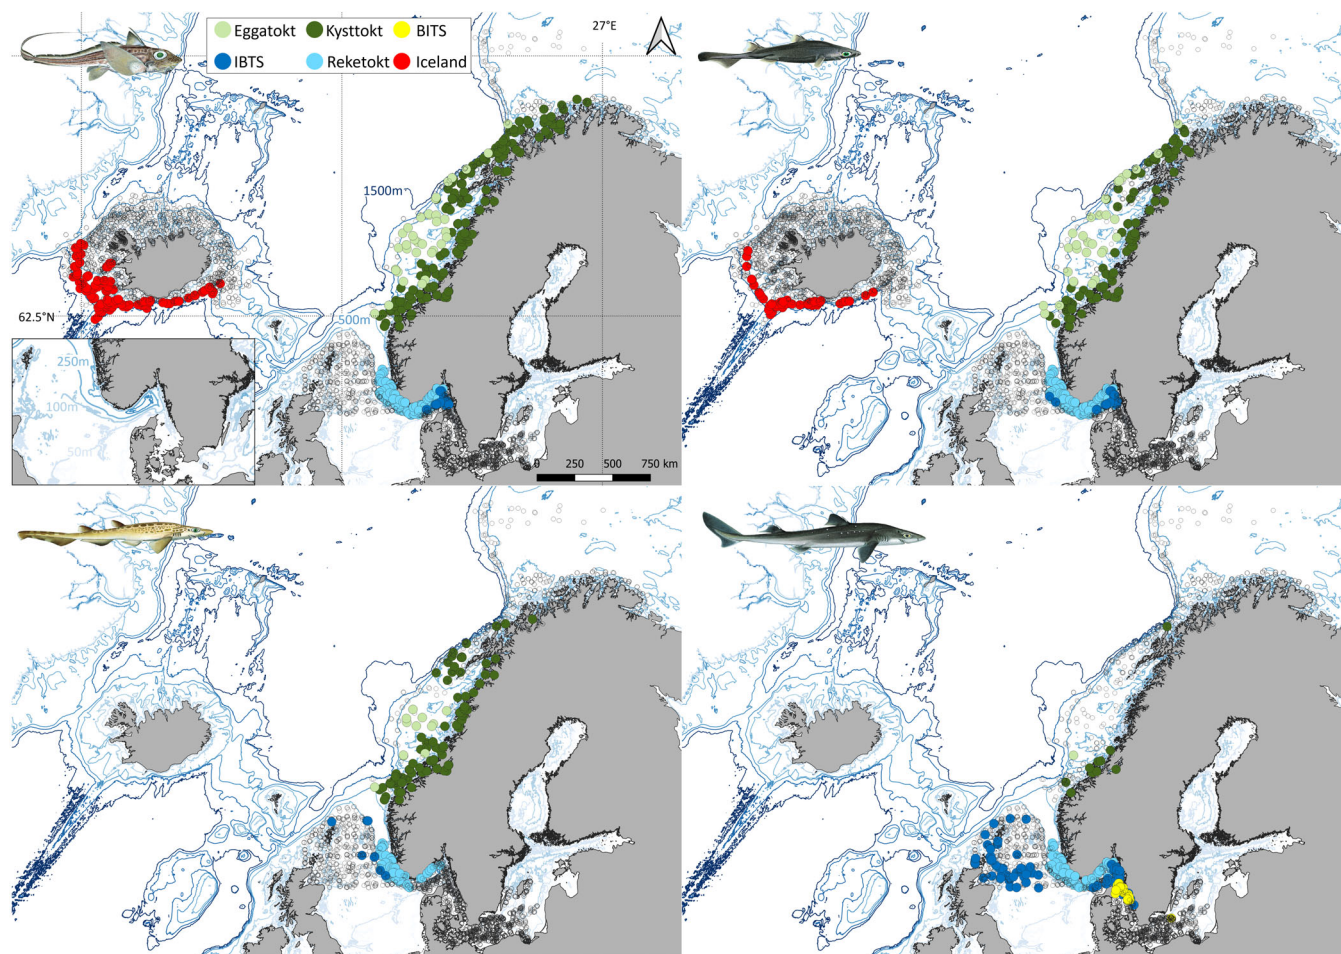 Eggatokt Kysttokt BITS
IBTS Reketokt Iceland
27°E
1500m
62.5°N
500m
250m
100m
50m
0 250 500 750 km